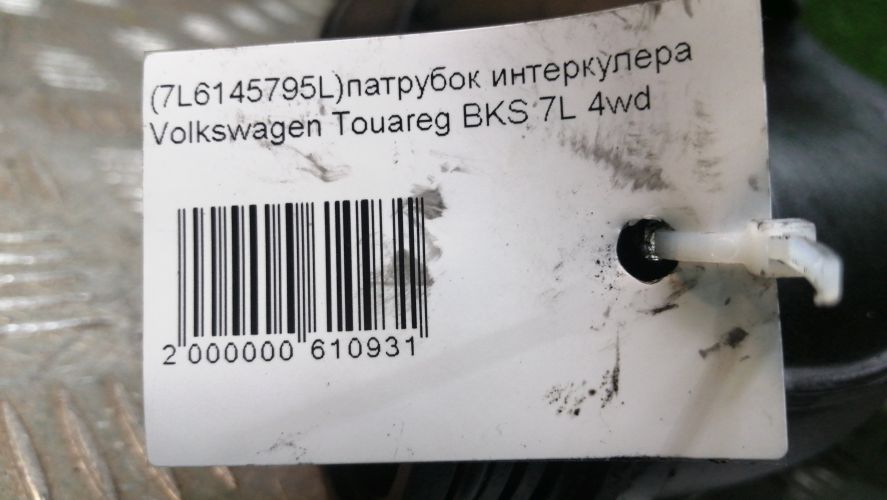 (7L6145795L)патрубок интеркулера
Volkswagen Touareg BKS 7L 4wd
2 000000 610931